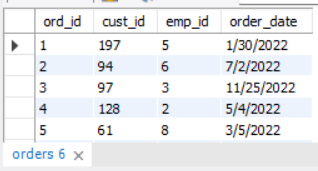 ord_id cust_id emp_id order_date
1 197 5 1/30/2022
2 94 6 7/2/2022
3 97 3 11/25/2022
4 128 2 5/4/2022
5 61 8 3/5/2022
orders 6